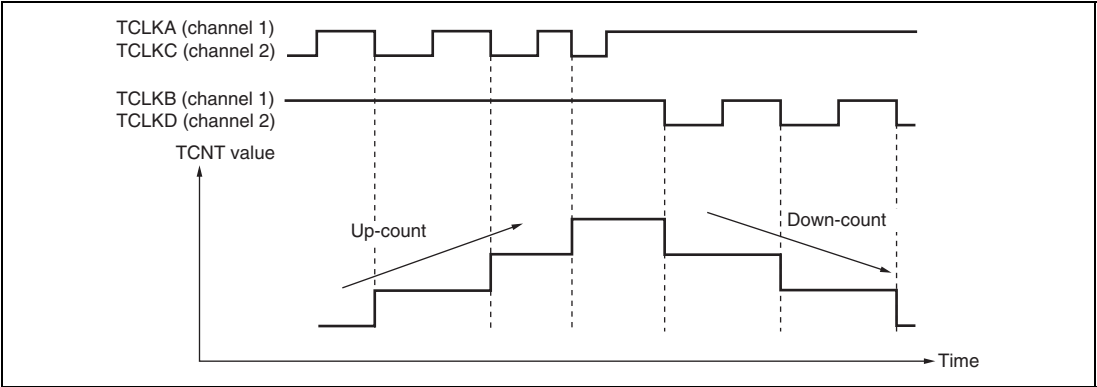 TCLKA (channel 1)
TCLKC (channel 2)
TCLKB (channel 1)
TCLKD (channel 2)
TCNT value
Up-count
Down-count
Time